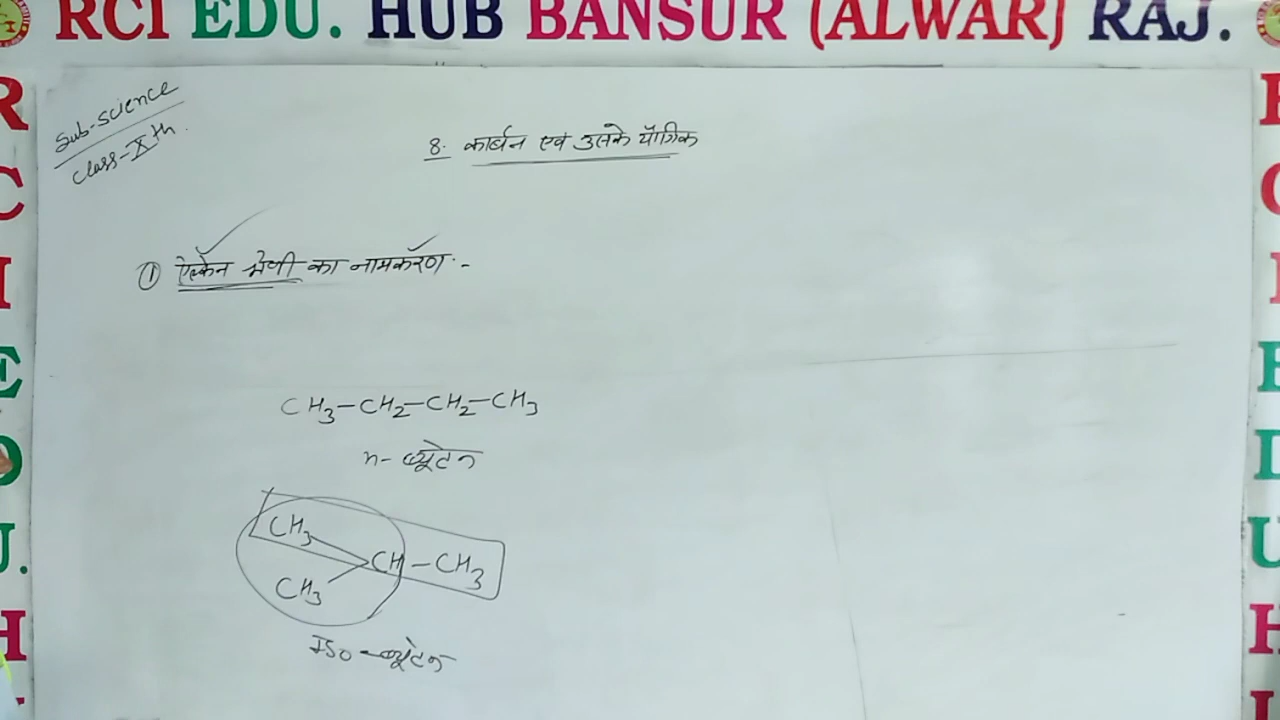 RCI EDU. HUB BANSUR (ALWAR) RAJ.
Sub-science
Class-Xth.
8. कार्बन एवं उसके यौगिक
① ऐल्केन श्रेणी का नामकरण:-
CH3-CH2-CH2-CH3
n-ब्यूटेन
CH3
CH-CH3
CH3
Iso-ब्यूटेन
R
C
I
E
D
U.
H
R
C
I
E
D
U
H